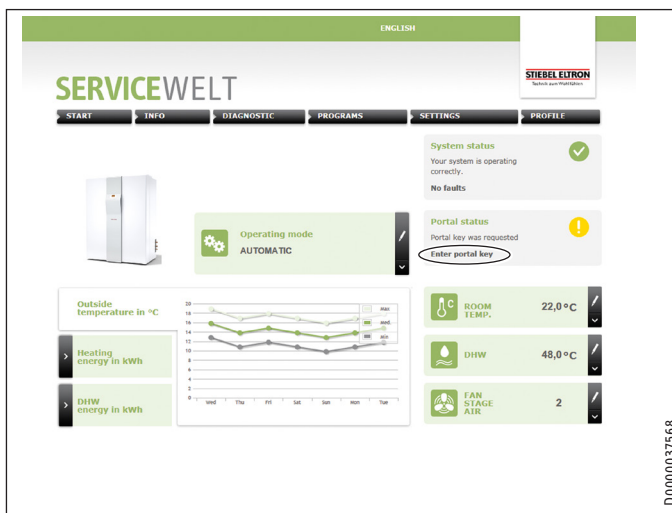 ENGLISH
STIEBEL ELTRON
Technik zum Wohlfühlen
SERVICEWELT
START INFO DIAGNOSTIC PROGRAMS SETTINGS PROFILE
System status
Your system is operating
correctly.
No faults
Operating mode
AUTOMATIC
Portal status
Portal key was requested
Enter portal key
Outside
temperature in °C
Heating
energy in kWh
DHW
energy in kWh
20
18
16
14
12
10
8
6
4
2
0
Max
med
min
Wed Thu Fri Sat Sun Mon Tue
°C
ROOM
TEMP.
22,0 °C
DHW
48,0 °C
FAN
STAGE
AIR
2
D0000037568